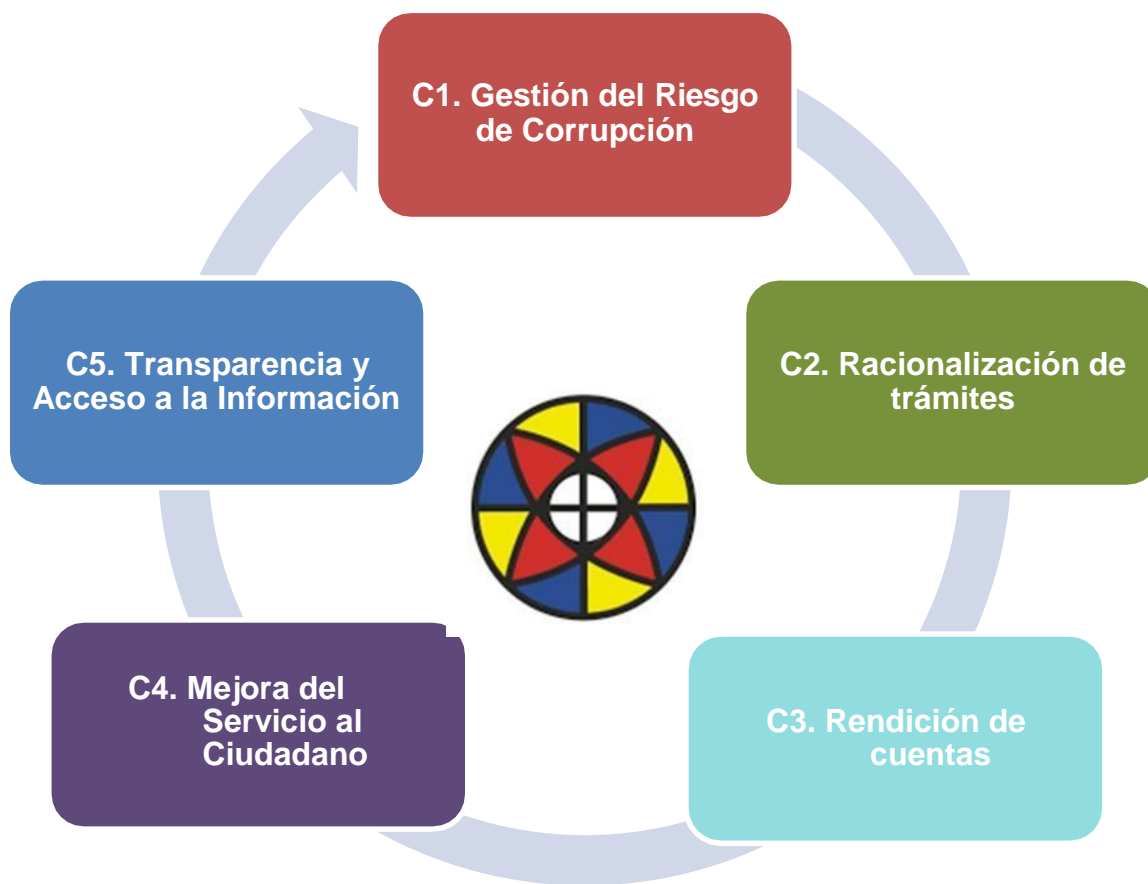 C1. Gestión del Riesgo
de Corrupción
C2. Racionalización de
trámites
C3. Rendición de
cuentas
C4. Mejora del
Servicio al
Ciudadano
C5. Transparencia y
Acceso a la Información